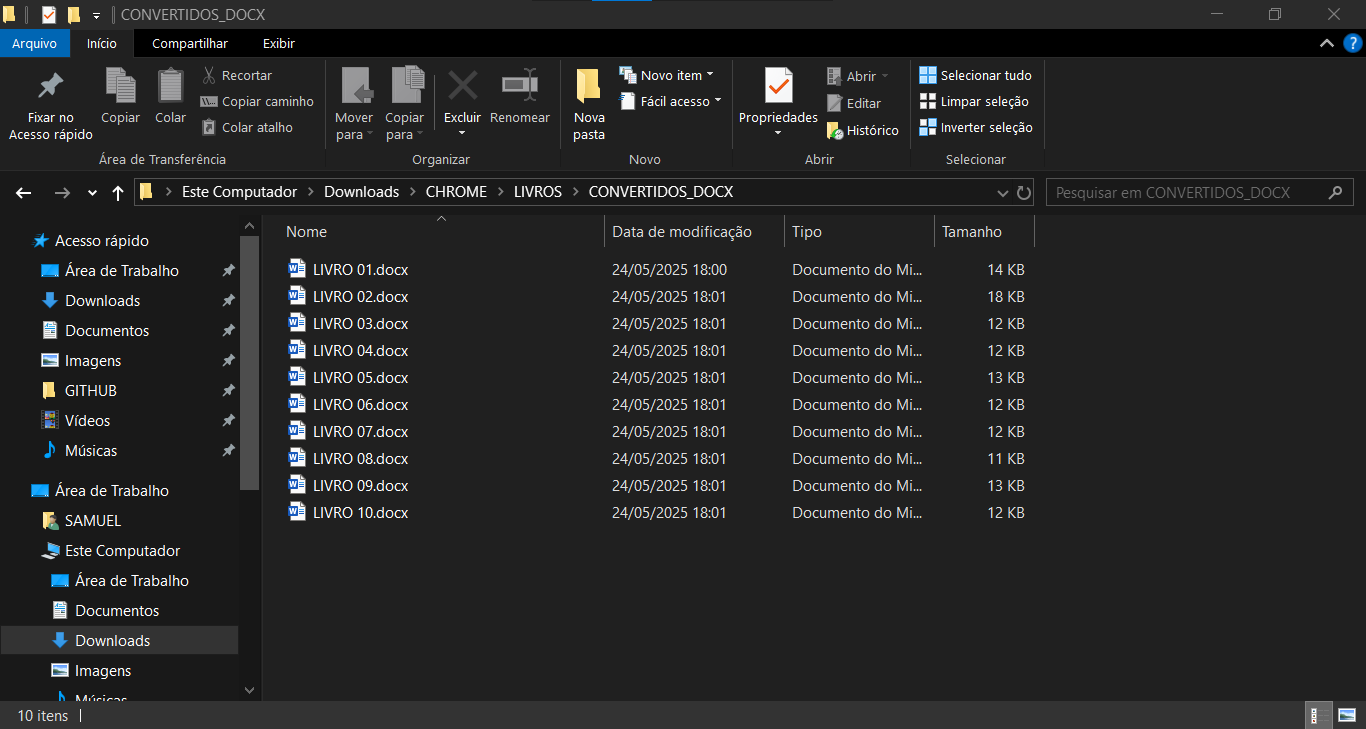 CONVERTIDOS_DOCX
Arquivo Início Compartilhar Exibir
Fixar no Acesso rápido
Copiar
Colar
Recortar
Copiar caminho
Colar atalho
Área de Transferência
Mover para
Copiar para
Excluir
Renomear
Organizar
Nova pasta
Novo item
Fácil acesso
Novo
Propriedades
Abrir
Editar
Histórico
Abrir
Selecionar tudo
Limpar seleção
Inverter seleção
Selecionar
Este Computador > Downloads > CHROME > LIVROS > CONVERTIDOS_DOCX
Pesquisar em CONVERTIDOS_DOCX
Acesso rápido
Área de Trabalho
Downloads
Documentos
Imagens
GITHUB
Vídeos
Músicas
Área de Trabalho
SAMUEL
Este Computador
Área de Trabalho
Documentos
Downloads
Imagens
Músicas
Nome Data de modificação Tipo Tamanho
LIVRO 01.docx 24/05/2025 18:00 Documento do Mi... 14 KB
LIVRO 02.docx 24/05/2025 18:01 Documento do Mi... 18 KB
LIVRO 03.docx 24/05/2025 18:01 Documento do Mi... 12 KB
LIVRO 04.docx 24/05/2025 18:01 Documento do Mi... 12 KB
LIVRO 05.docx 24/05/2025 18:01 Documento do Mi... 13 KB
LIVRO 06.docx 24/05/2025 18:01 Documento do Mi... 12 KB
LIVRO 07.docx 24/05/2025 18:01 Documento do Mi... 12 KB
LIVRO 08.docx 24/05/2025 18:01 Documento do Mi... 11 KB
LIVRO 09.docx 24/05/2025 18:01 Documento do Mi... 13 KB
LIVRO 10.docx 24/05/2025 18:01 Documento do Mi... 12 KB
10 itens